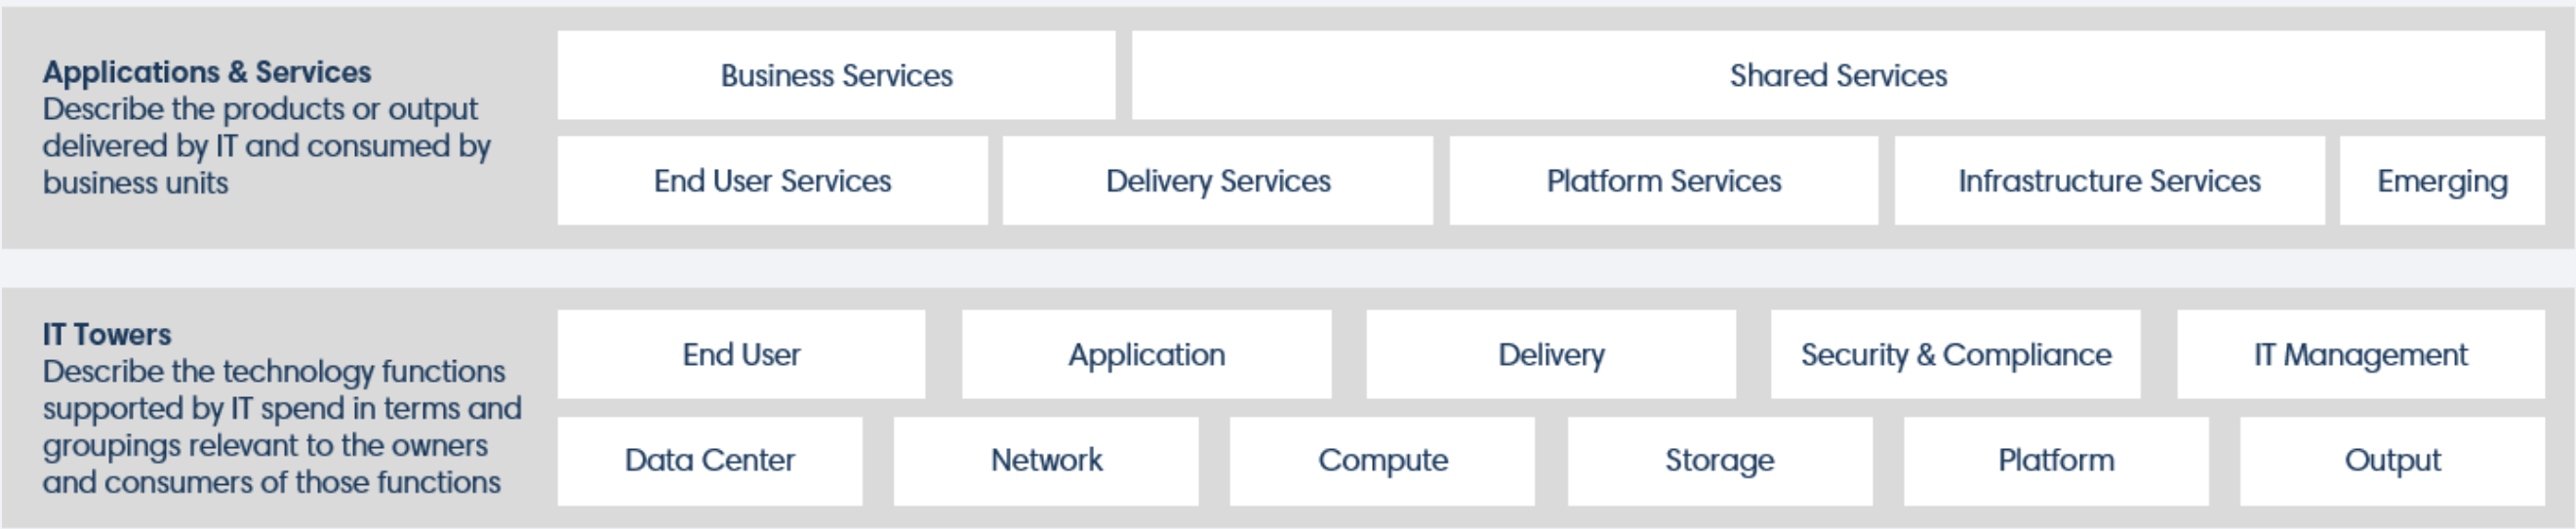 Applications & Services
Describe the products or output
delivered by IT and consumed by
business units
Business Services
Shared Services
End User Services
Delivery Services
Platform Services
Infrastructure Services
Emerging
IT Towers
Describe the technology functions
supported by IT spend in terms and
groupings relevant to the owners
and consumers of those functions
End User
Application
Delivery
Security & Compliance
IT Management
Data Center
Network
Compute
Storage
Platform
Output